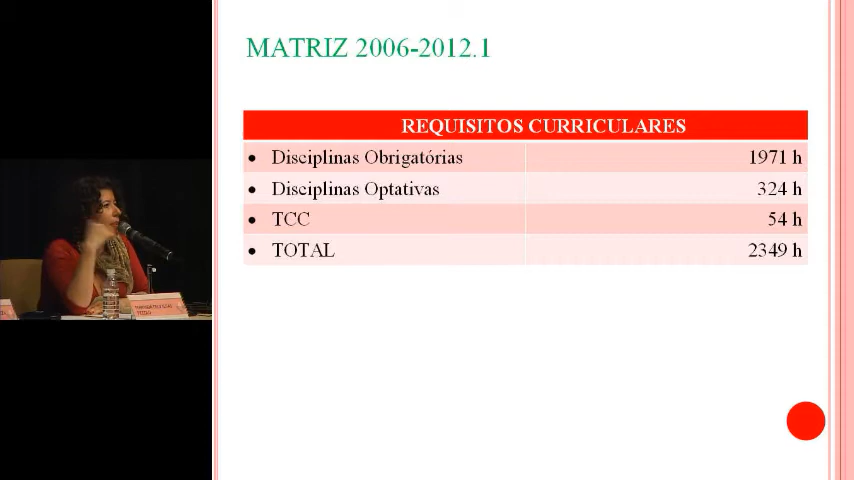 MATRIZ 2006-2012.1
REQUISITOS CURRICULARES
• Disciplinas Obrigatórias 1971 h
• Disciplinas Optativas 324 h
• TCC 54 h
• TOTAL 2349 h